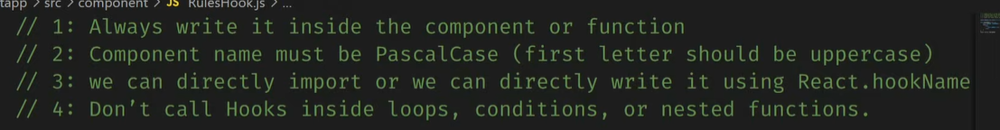 tapp > src > component > JS RulesHook.js > ...
// 1: Always write it inside the component or function
// 2: Component name must be PascalCase (first letter should be uppercase)
// 3: we can directly import or we can directly write it using React.hookName
// 4: Don't call Hooks inside loops, conditions, or nested functions.